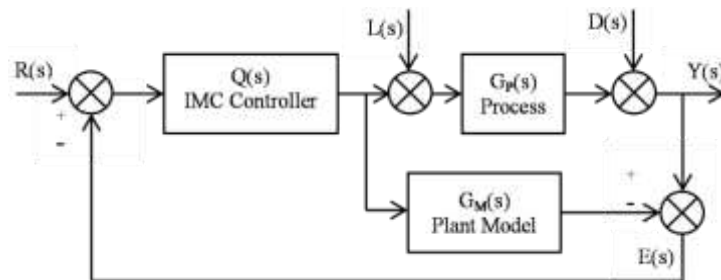 L(s)
D(s)
R(s)
Q(s)
IMC Controller
G_P(s)
Process
Y(s)
+
-
G_M(s)
Plant Model
+
-
E(s)